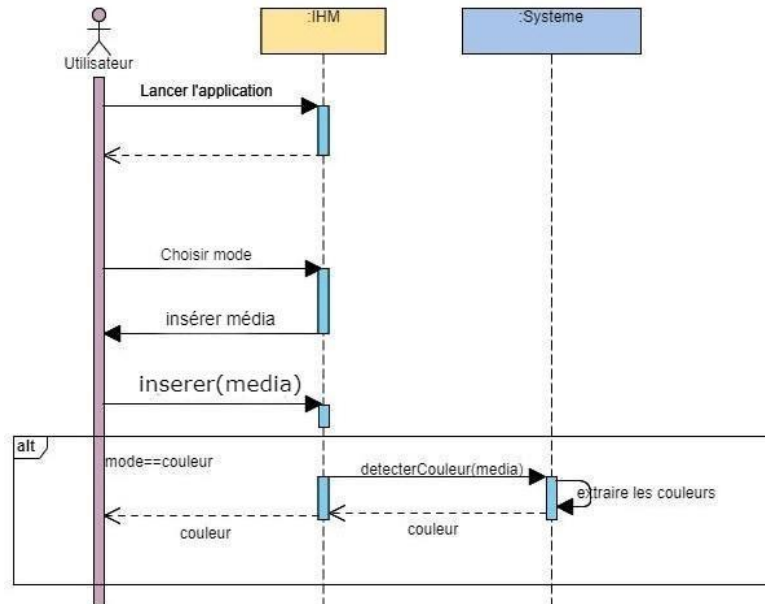 :IHM
:Systeme
Utilisateur
Lancer l'application
Choisir mode
insérer média
inserer(media)
alt
mode==couleur
detecterCouleur(media)
extraire les couleurs
couleur
couleur